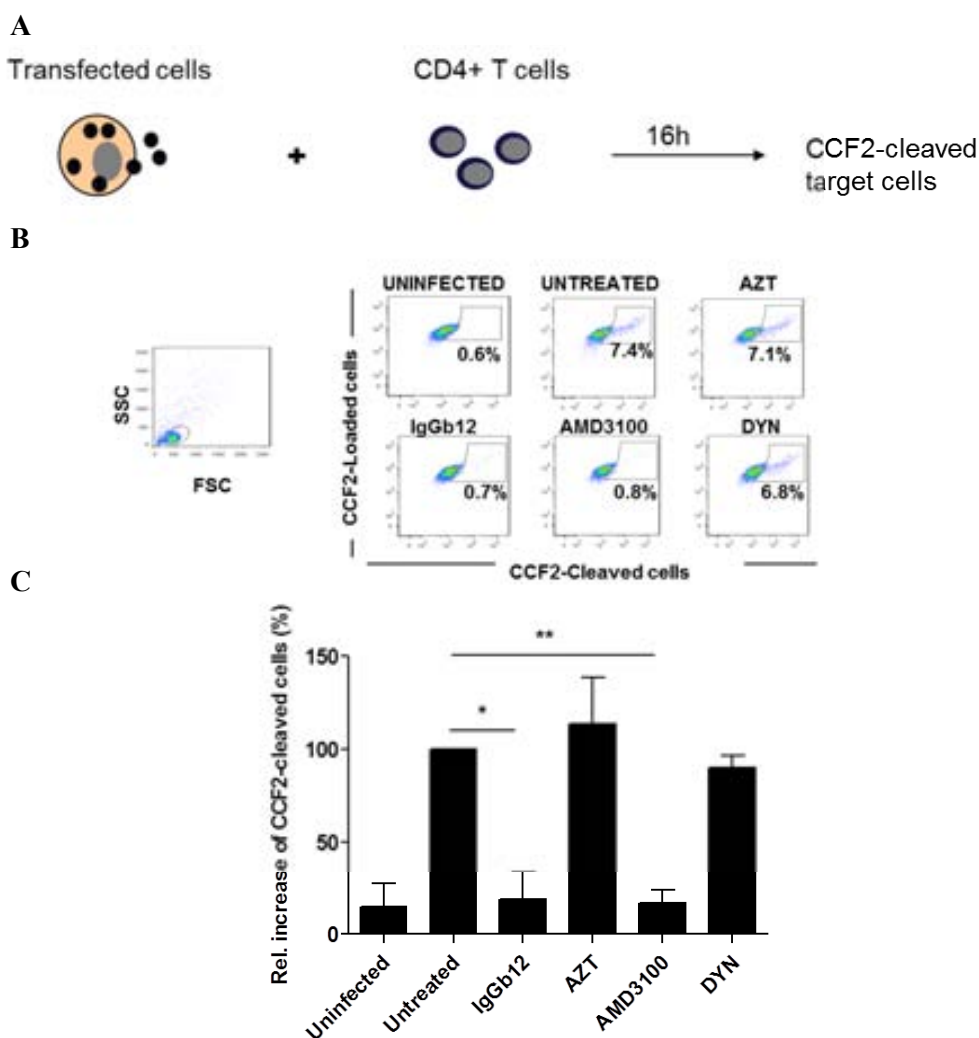 A
Transfected cells
CD4+ T cells
16h
CCF2-cleaved
target cells
B
UNINFECTED
UNTREATED
AZT
0.6%
7.4%
7.1%
IgGb12
AMD3100
DYN
0.7%
0.8%
6.8%
SSC
FSC
CCF2-Loaded cells
CCF2-Cleaved cells
C
Rel. increase of CCF2-cleaved cells (%)
150
100
50
0
**
*
Uninfected
Untreated
IgGb12
AZT
AMD3100
DYN